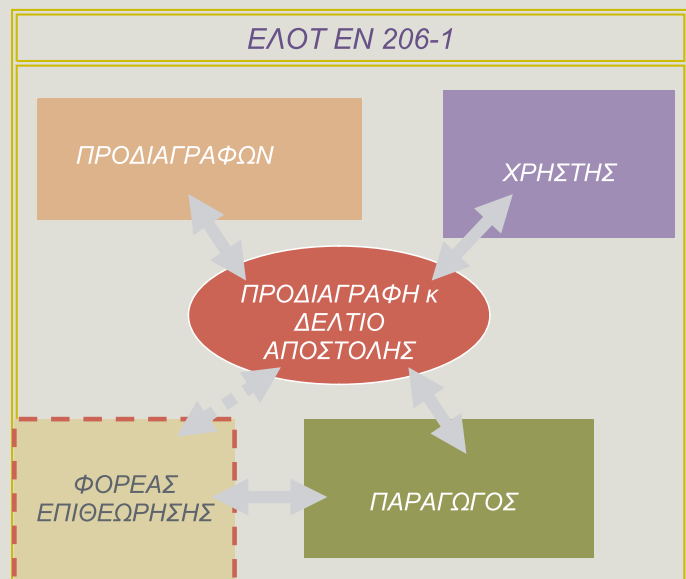 ΕΛΟΤ ΕΝ 206-1
ΠΡΟΔΙΑΓΡΑΦΩΝ
ΧΡΗΣΤΗΣ
ΠΡΟΔΙΑΓΡΑΦΗ κ
ΔΕΛΤΙΟ
ΑΠΟΣΤΟΛΗΣ
ΦΟΡΕΑΣ
ΕΠΙΘΕΩΡΗΣΗΣ
ΠΑΡΑΓΩΓΟΣ